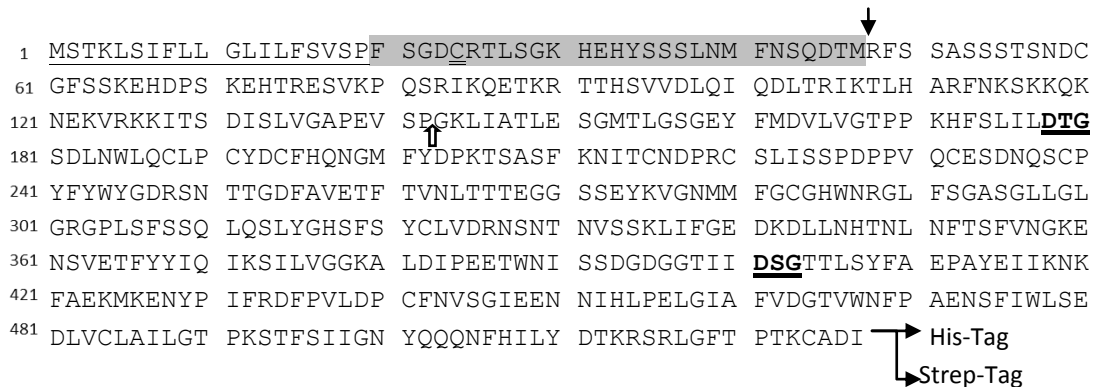 1 MSTKLSIFLL GLILFSVSPF SGDCRTLSGK HEHYSSSLNM FNSQDTMRFS SASSSTSNDC
61 GFSSKEHDPS KEHTRESVKP QSRIKQETKR TTHSVVDLQI QDLTRIKTLH ARFNKSKKQK
121 NEKVRKKITS DISLVGAPEV SPGKLIATLE SGMTLGSGEY FMDVLVGTPP KHFSLILDTG
181 SDLNWLQCLP CYDCFHQNGM FYDPKTSASF KNITCNDPRC SLISSPDPPV QCESDNQSCP
241 YFYWYGDRSN TTGDFAVETF TVNLTTTEGG SSEYKVGNMM FGCGHWNRGL FSGASGLLGL
301 GRGPLSFSSQ LQSLYGHSFS YCLVDRNSNT NVSSKLIFGE DKDLLNHTNL NFTSFVNGKE
361 NSVETFYYIQ IKSILVGGKA LDIPEETWNI SSDGDGGTII DSGTTLSYFA EPAYEIIKNK
421 FAEKMKENYP IFRDFPVLDP CFNVSGIEEN NIHLPELGIA FVDGTVWNFP AENSFIWLSE
481 DLVCLAILGT PKSTFSIIGN YQQQNFHILY DTKRSRLGFT PTKCADI His-Tag
Strep-Tag